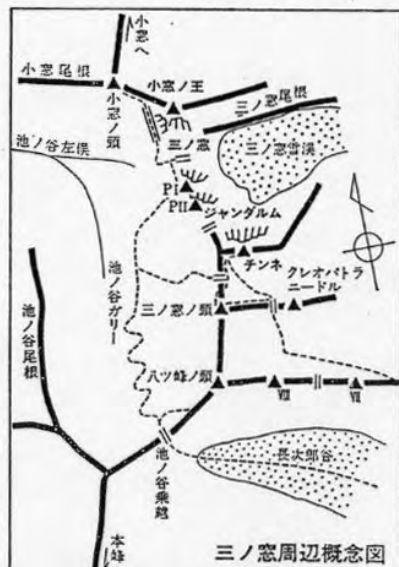 小窓へ
小窓尾根
小窓ノ王
小窓ノ頭
三ノ窓尾根
三ノ窓
三ノ窓雪渓
池ノ谷左俣
PI
PII
ジャンダルム
チンネ
クレオパトラ
ニードル
池ノ谷ガリー
三ノ窓ノ頭
池ノ谷尾根
八ツ峰ノ頭
VIII
VII
池ノ谷乗越
長次郎谷
本峰へ
三ノ窓周辺概念図